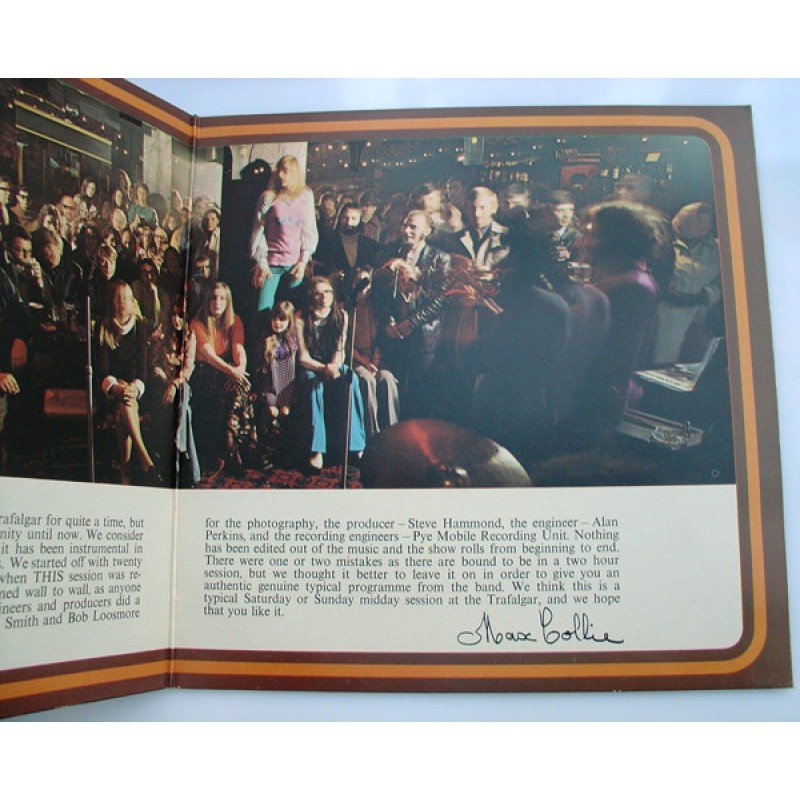 rafalgar for quite a time, but
nity until now. We consider
it has been instrumental in
s. We started off with twenty
when THIS session was re-
ned wall to wall, as anyone
ineers and producers did a
Smith and Bob Loosmore
for the photography, the producer – Steve Hammond, the engineer – Alan
Perkins, and the recording engineers – Pye Mobile Recording Unit. Nothing
has been edited out of the music and the show rolls from beginning to end.
There were one or two mistakes as there are bound to be in a two hour
session, but we thought it better to leave it on in order to give you an
authentic genuine typical programme from the band. We think this is a
typical Saturday or Sunday midday session at the Trafalgar, and we hope
that you like it.
Max Collie